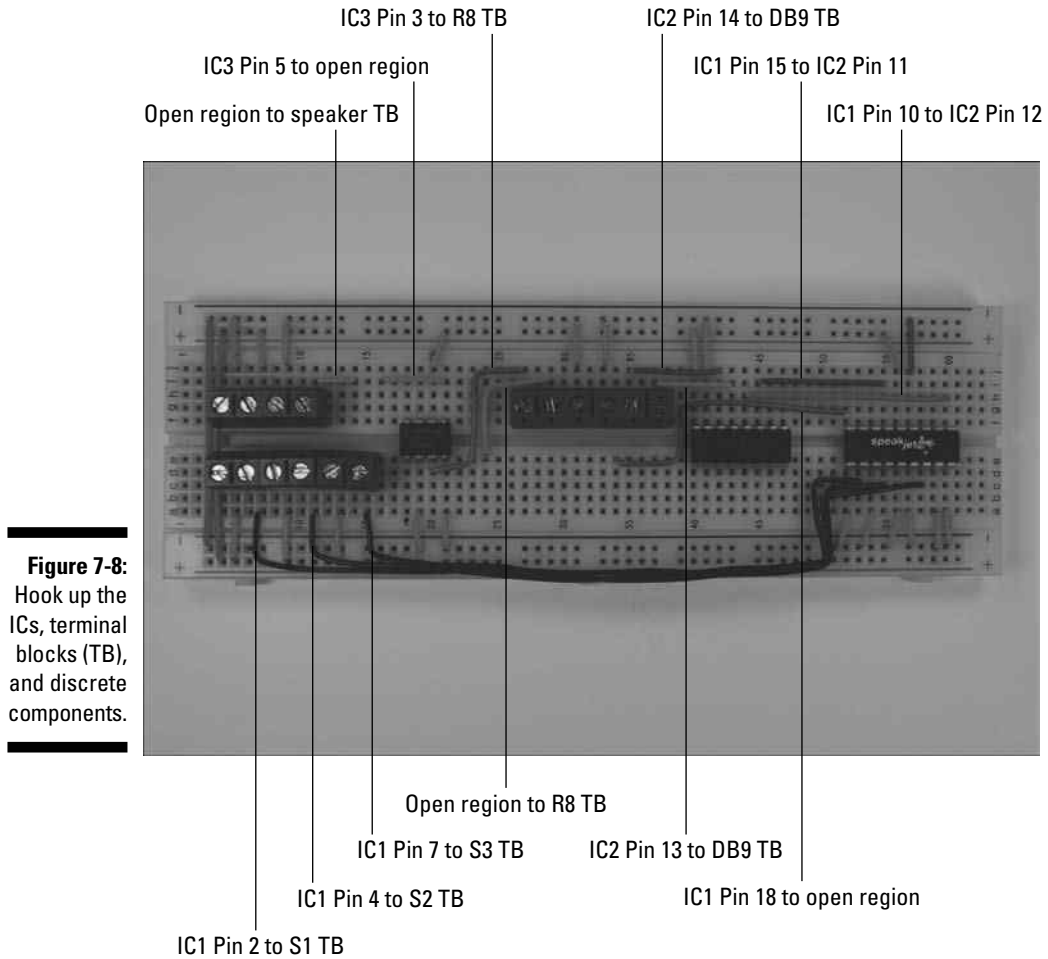 IC3 Pin 3 to R8 TB
IC2 Pin 14 to DB9 TB
IC3 Pin 5 to open region
IC1 Pin 15 to IC2 Pin 11
Open region to speaker TB
IC1 Pin 10 to IC2 Pin 12
speakjet
Figure 7-8:
Hook up the
ICs, terminal
blocks (TB),
and discrete
components.
Open region to R8 TB
IC1 Pin 7 to S3 TB
IC2 Pin 13 to DB9 TB
IC1 Pin 4 to S2 TB
IC1 Pin 18 to open region
IC1 Pin 2 to S1 TB